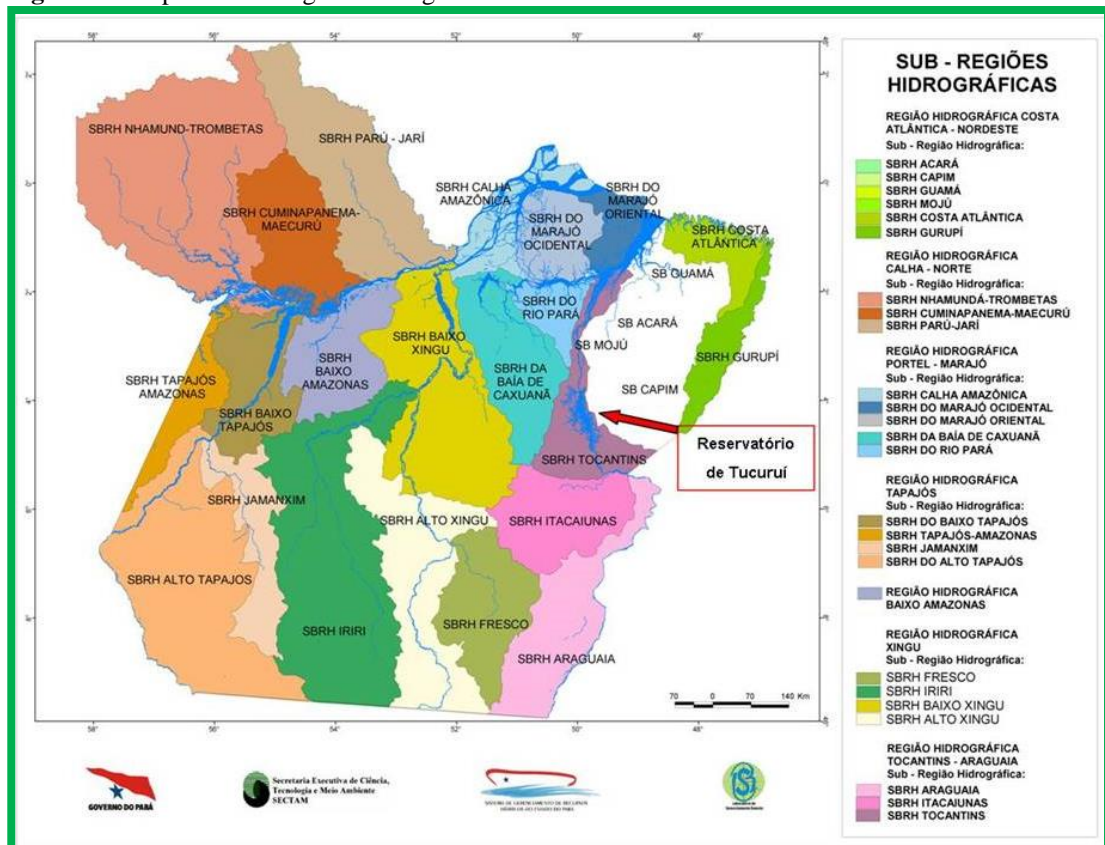 SBRH NHAMUND-TROMBETAS
SBRH PARÚ - JARÍ
SBRH CUMINAPANEMA-
MAECURÚ
SBRH CALHA
AMAZÔNICA
SBRH DO
MARAJÓ
ORIENTAL
SBRH DO
MARAJÓ
OCIDENTAL
SBRH COSTA
ATLÂNTICA
SB GUAMÁ
SBRH DO
RIO PARÁ
SB ACARÁ
SB MOJÚ
SBRH GURUPÍ
SB CAPIM
SBRH BAIXO
XINGU
SBRH
BAIXO
AMAZONAS
SBRH DA
BAÍA DE
CAXUANÃ
SBRH TAPAJÓS
AMAZONAS
SBRH BAIXO
TAPAJÓS
SBRH TOCANTINS
Reservatório
de Tucuruí
SBRH JAMANXIM
SBRH ALTO XINGU
SBRH ITACAIUNAS
SBRH ALTO TAPAJOS
SBRH IRIRI
SBRH FRESCO
SBRH ARAGUAIA
70 0 70 140 Km
GOVERNO DO PARÁ
Secretaria Executiva de Ciência,
Tecnologia e Meio Ambiente
SECTAM
SUB - REGIÕES
HIDROGRÁFICAS
REGIÃO HIDROGRÁFICA COSTA
ATLÂNTICA - NORDESTE
Sub - Região Hidrográfica:
SBRH ACARÁ
SBRH CAPIM
SBRH GUAMÁ
SBRH MOJÚ
SBRH COSTA ATLÂNTICA
SBRH GURUPÍ
REGIÃO HIDROGRÁFICA
CALHA - NORTE
Sub - Região Hidrográfica:
SBRH NHAMUNDÁ-TROMBETAS
SBRH CUMINAPANEMA-MAECURÚ
SBRH PARÚ-JARÍ
REGIÃO HIDROGRÁFICA
PORTEL - MARAJÓ
Sub - Região Hidrográfica:
SBRH CALHA AMAZÔNICA
SBRH DO MARAJÓ OCIDENTAL
SBRH DO MARAJÓ ORIENTAL
SBRH DA BAÍA DE CAXUANÃ
SBRH DO RIO PARÁ
REGIÃO HIDROGRÁFICA
TAPAJÓS
Sub - Região Hidrográfica:
SBRH DO BAIXO TAPAJÓS
SBRH TAPAJÓS-AMAZONAS
SBRH JAMANXIM
SBRH DO ALTO TAPAJÓS
REGIÃO HIDROGRÁFICA
BAIXO AMAZONAS
REGIÃO HIDROGRÁFICA
XINGU
Sub - Região Hidrográfica:
SBRH FRESCO
SBRH IRIRI
SBRH BAIXO XINGU
SBRH ALTO XINGU
REGIÃO HIDROGRÁFICA
TOCANTINS - ARAGUAIA
Sub - Região Hidrográfica:
SBRH ARAGUAIA
SBRH ITACAIUNAS
SBRH TOCANTINS